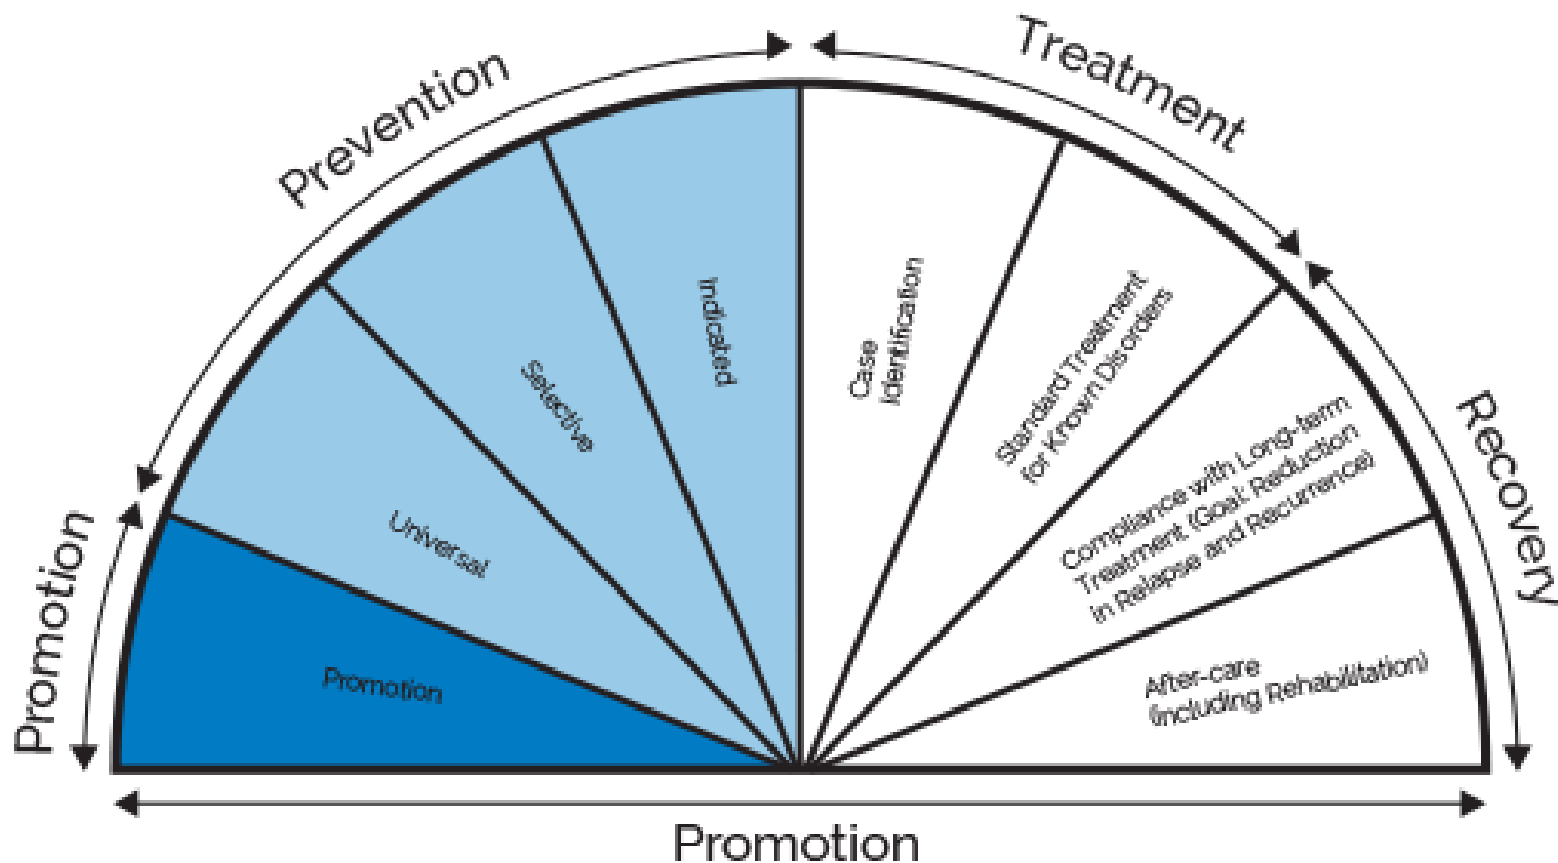 Prevention
Treatment
Promotion
Recovery
Promotion
Universal
Selective
Indicated
Case
Identification
Standard Treatment
for Known Disorders
Compliance with Long-term
Treatment (Goal: Reduction
in Relapse and Recurrence)
After-care
(including Rehabilitation)
Promotion